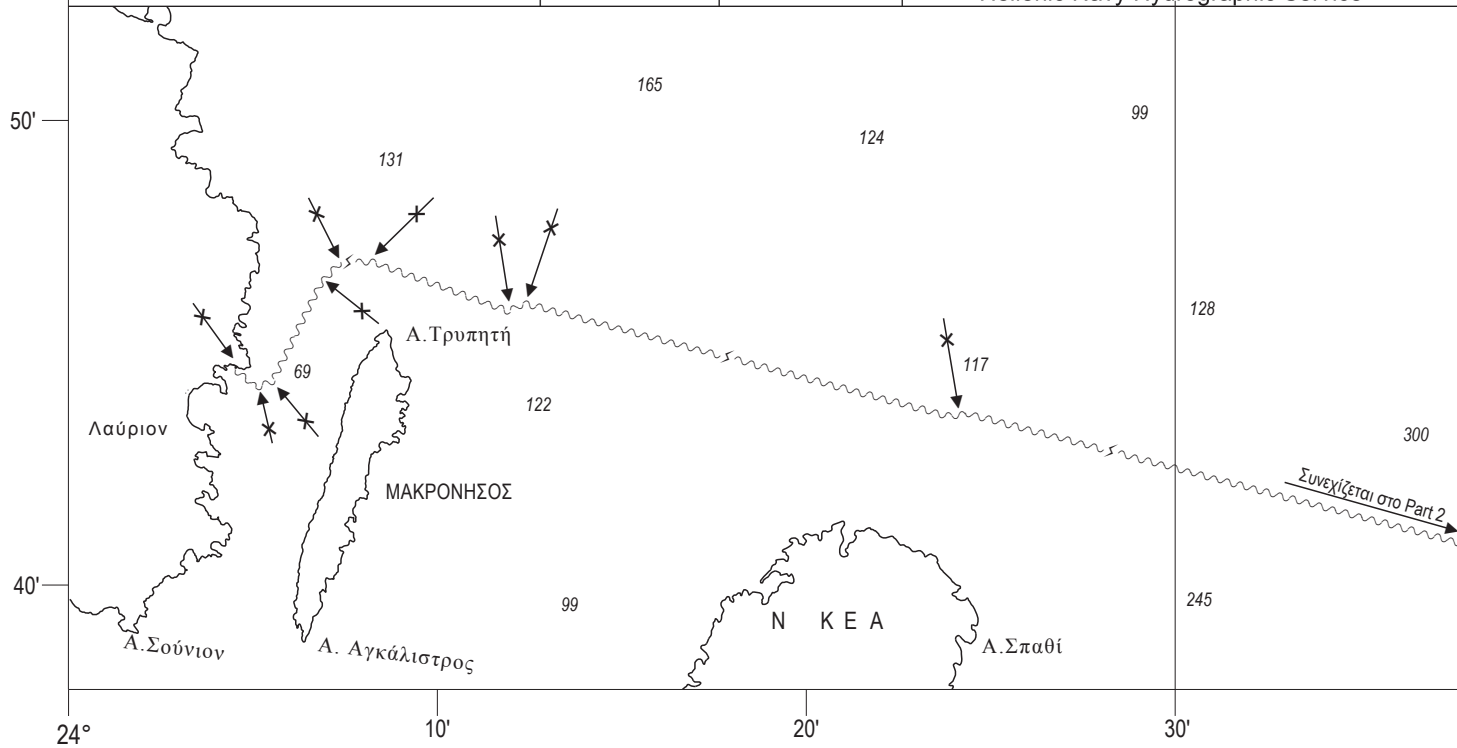 Hellenic Navy Hydrographic Service
165
50'
99
124
131
128
Α.Τρυπητή
117
69
122
Λαύριον
300
ΜΑΚΡΟΝΗΣΟΣ
Συνεχίζεται στο Part 2
40'
99
245
Ν ΚΕΑ
Α.Σούνιον
Α. Αγκάλιστρος
Α.Σπαθί
24°
10'
20'
30'